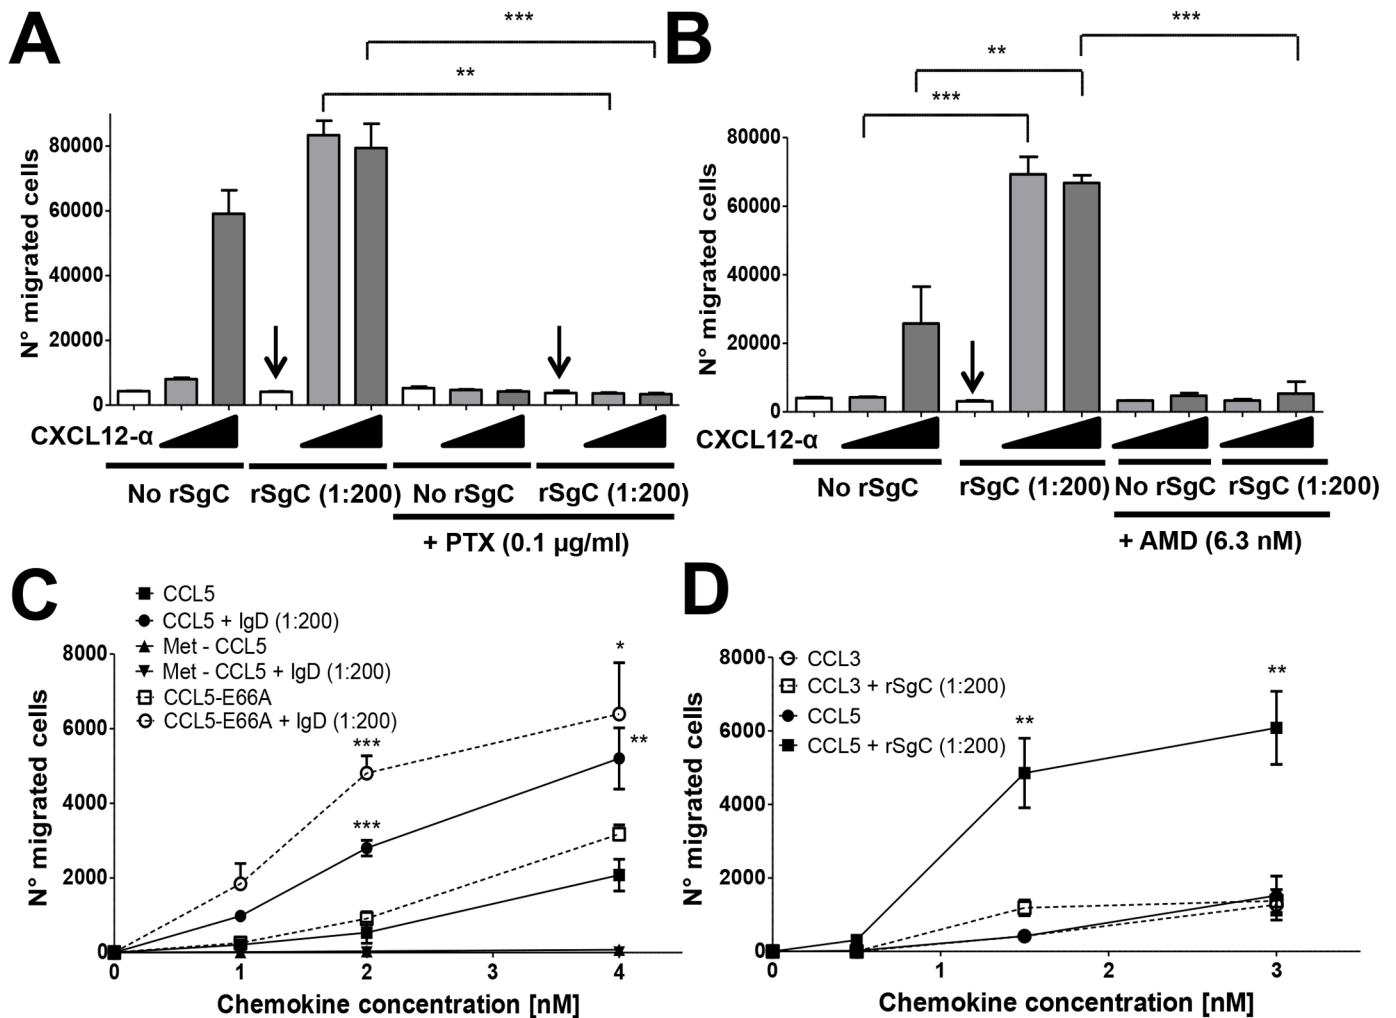 A
***
**
N° migrated cells
80000
60000
40000
20000
0
CXCL12-α
No rSgC
rSgC (1:200)
No rSgC
rSgC (1:200)
+ PTX (0.1 µg/ml)
B
***
**
***
N° migrated cells
80000
60000
40000
20000
0
CXCL12-α
No rSgC
rSgC (1:200)
No rSgC
rSgC (1:200)
+ AMD (6.3 nM)
C
CCL5
CCL5 + IgD (1:200)
Met - CCL5
Met - CCL5 + IgD (1:200)
CCL5-E66A
CCL5-E66A + IgD (1:200)
N° migrated cells
8000
6000
4000
2000
0
*
**
***
***
0 1 2 3 4
Chemokine concentration [nM]
D
CCL3
CCL3 + rSgC (1:200)
CCL5
CCL5 + rSgC (1:200)
N° migrated cells
8000
6000
4000
2000
0
**
**
0 1 2 3
Chemokine concentration [nM]